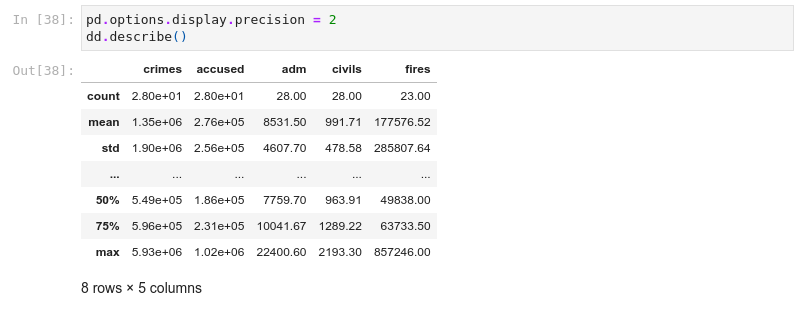 In [38]: pd.options.display.precision = 2
dd.describe()
Out[38]:
crimes accused adm civils fires
count 2.80e+01 2.80e+01 28.00 28.00 23.00
mean 1.35e+06 2.76e+05 8531.50 991.71 177576.52
std 1.90e+06 2.56e+05 4607.70 478.58 285807.64
... ... ... ... ... ...
50% 5.49e+05 1.86e+05 7759.70 963.91 49838.00
75% 5.96e+05 2.31e+05 10041.67 1289.22 63733.50
max 5.93e+06 1.02e+06 22400.60 2193.30 857246.00
8 rows × 5 columns